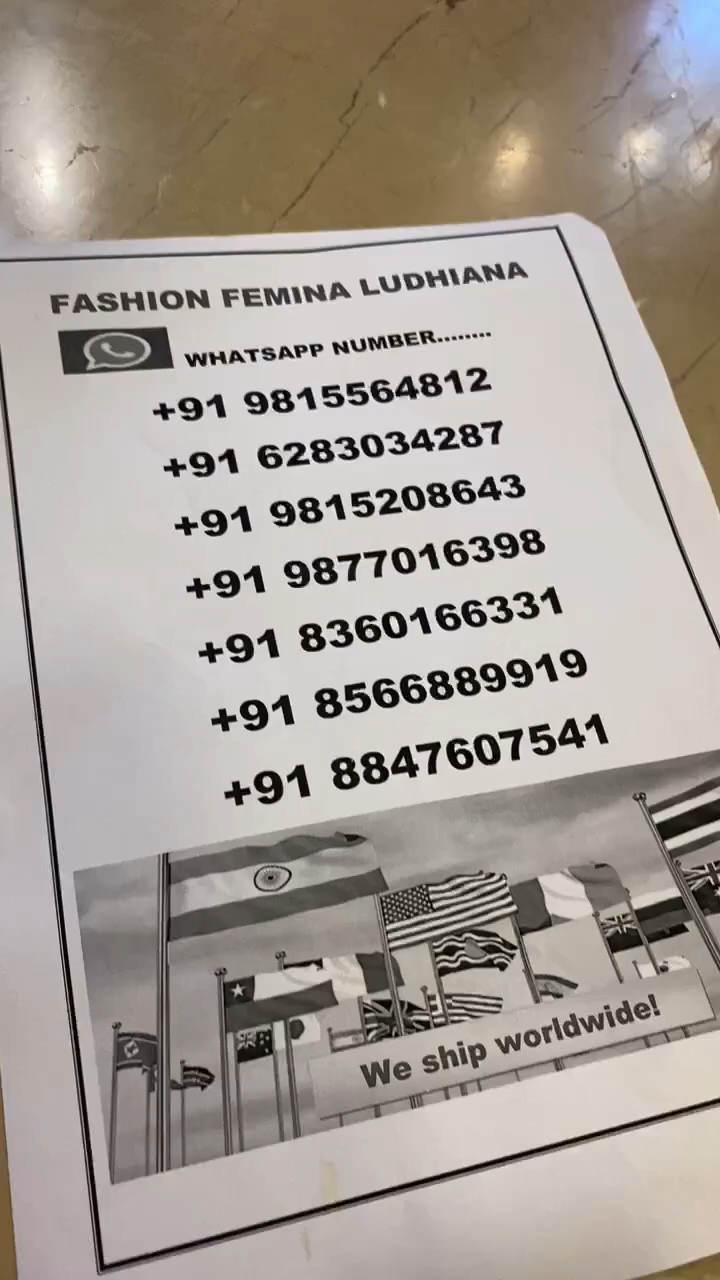 FASHION FEMINA LUDHIANA
WHATSAPP NUMBER........
+91 9815564812
+91 6283034287
+91 9815208643
+91 9877016398
+91 8360166331
+91 8566889919
+91 8847607541
We ship worldwide!